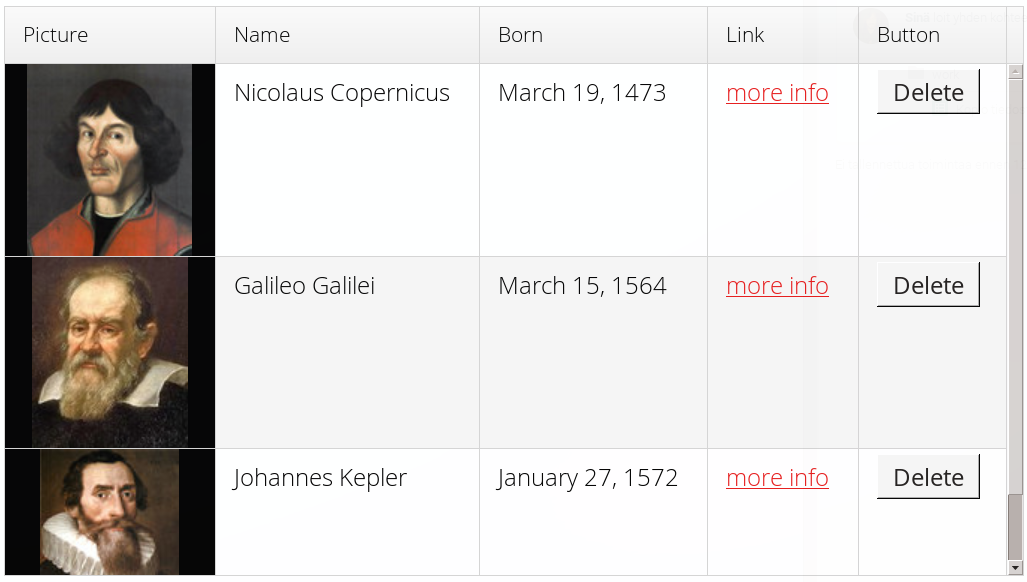 Picture Name Born Link Button
Nicolaus Copernicus March 19, 1473 more info Delete
Galileo Galilei March 15, 1564 more info Delete
Johannes Kepler January 27, 1572 more info Delete